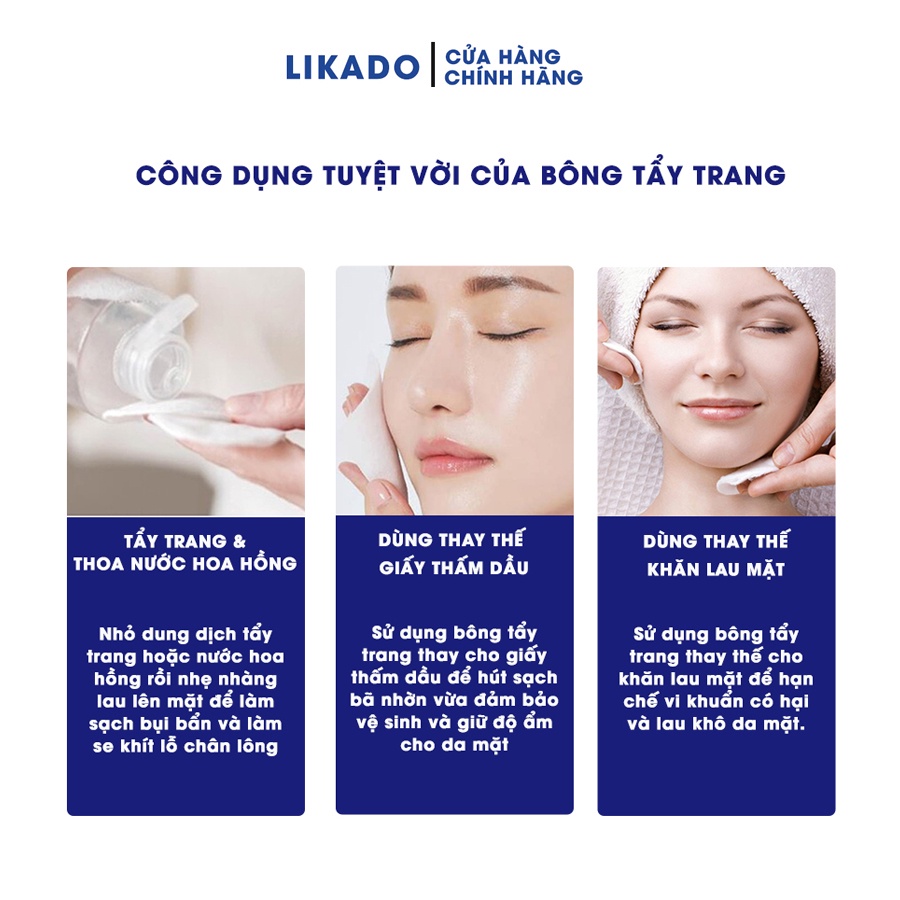 LIKADO
CỬA HÀNG
CHÍNH HÃNG
CÔNG DỤNG TUYỆT VỜI CỦA BÔNG TẨY TRANG
TẨY TRANG &
THOA NƯỚC HOA HỒNG
Nhỏ dung dịch tẩy
trang hoặc nước hoa
hồng rồi nhẹ nhàng
lau lên mặt để làm
sạch bụi bẩn và làm
se khít lỗ chân lông
DÙNG THAY THẾ
GIẤY THẤM DẦU
Sử dụng bông tẩy
trang thay cho giấy
thấm dầu để hút sạch
bã nhờn vừa đảm bảo
vệ sinh và giữ độ ẩm
cho da mặt
DÙNG THAY THẾ
KHĂN LAU MẶT
Sử dụng bông tẩy
trang thay thế cho
khăn lau mặt để hạn
chế vi khuẩn có hại
và lau khô da mặt.